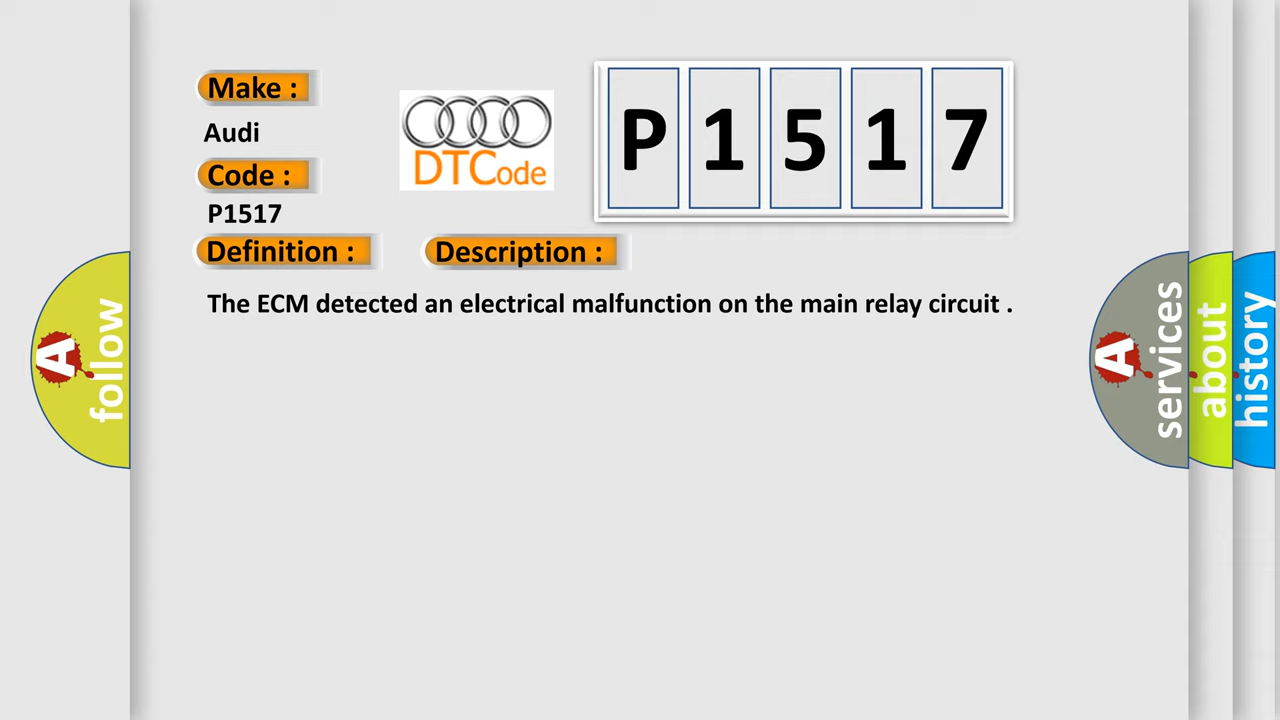 Make :
Audi
Code :
P1517
Definition :
Description :
The ECM detected an electrical malfunction on the main relay circuit .
DTCode
P 1 5 1 7
A
follow
A
services
about
history